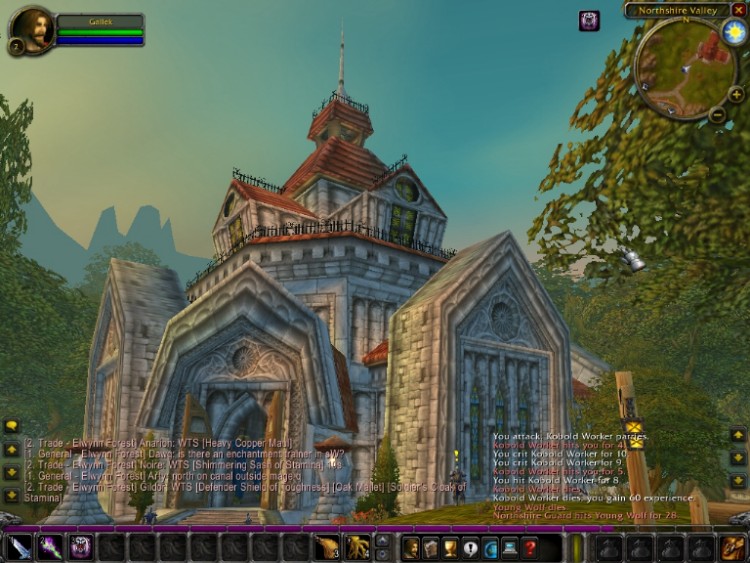 Gellek
Northshire Valley
N
[2. Trade - Elwynn Forest] Anarion: WTS [Heavy Copper Maul]
[1. General - Elwynn Forest] Dawg: is there an enchantment trainer in sW?
[2. Trade - Elwynn Forest] Noire: WTS [Shimmering Sash of Stamina]
[1. General - Elwynn Forest] Arty: north on canal outside mage q
[2. Trade - Elwynn Forest] Gildor: WTS [Defender Shield of Toughness] [Oak Mallet] [Soldier's Cloak of
Stamina]
You attack. Kobold Worker parries.
Kobold Worker hits you for 4.
You crit Kobold Worker for 10
You crit Kobold Worker for 9.
Kobold Worker hits you for 5.
You hit Kobold Worker for 8
Kobold Worker dies, you gain 60 experience.
Young Wolf dies.
Northshire Guard hits Young Wolf for 28